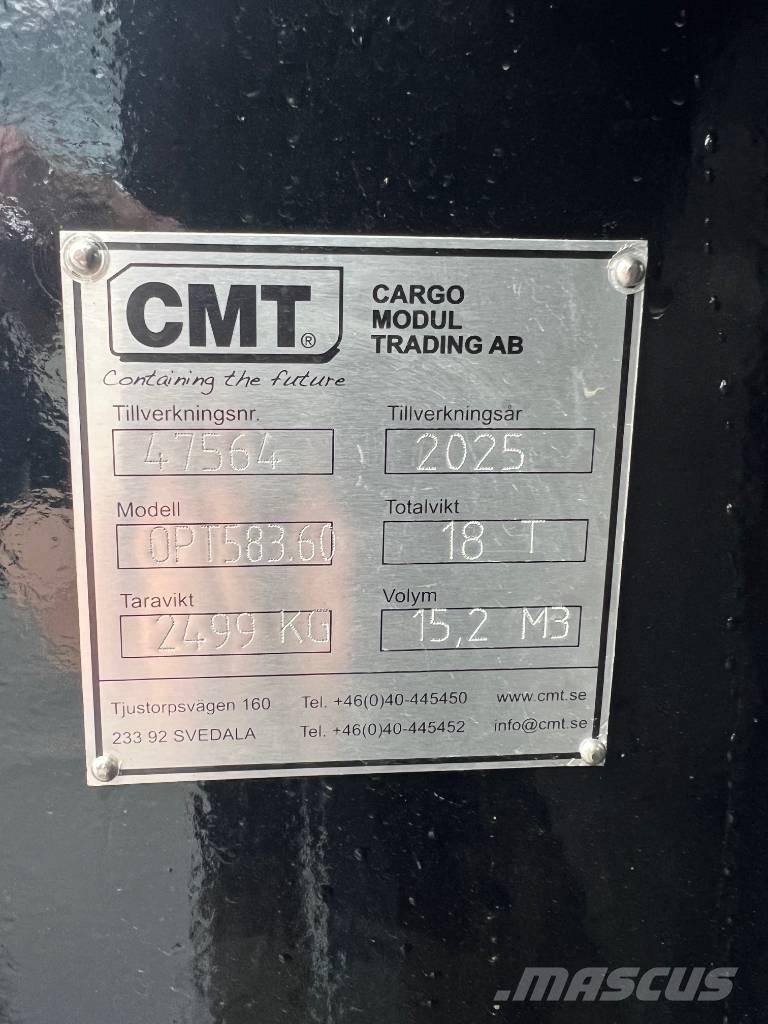 CMT®
CARGO
MODUL
TRADING AB
Containing the future
Tillverkningsnr.
47564
Tillverkningsår
2025
Modell
OPT583.60
Totalvikt
18 T
Taravikt
2499 KG
Volym
15,2 M3
Tjustorpsvägen 160
233 92 SVEDALA
Tel. +46(0)40-445450
Tel. +46(0)40-445452
www.cmt.se
info@cmt.se
MASCUS